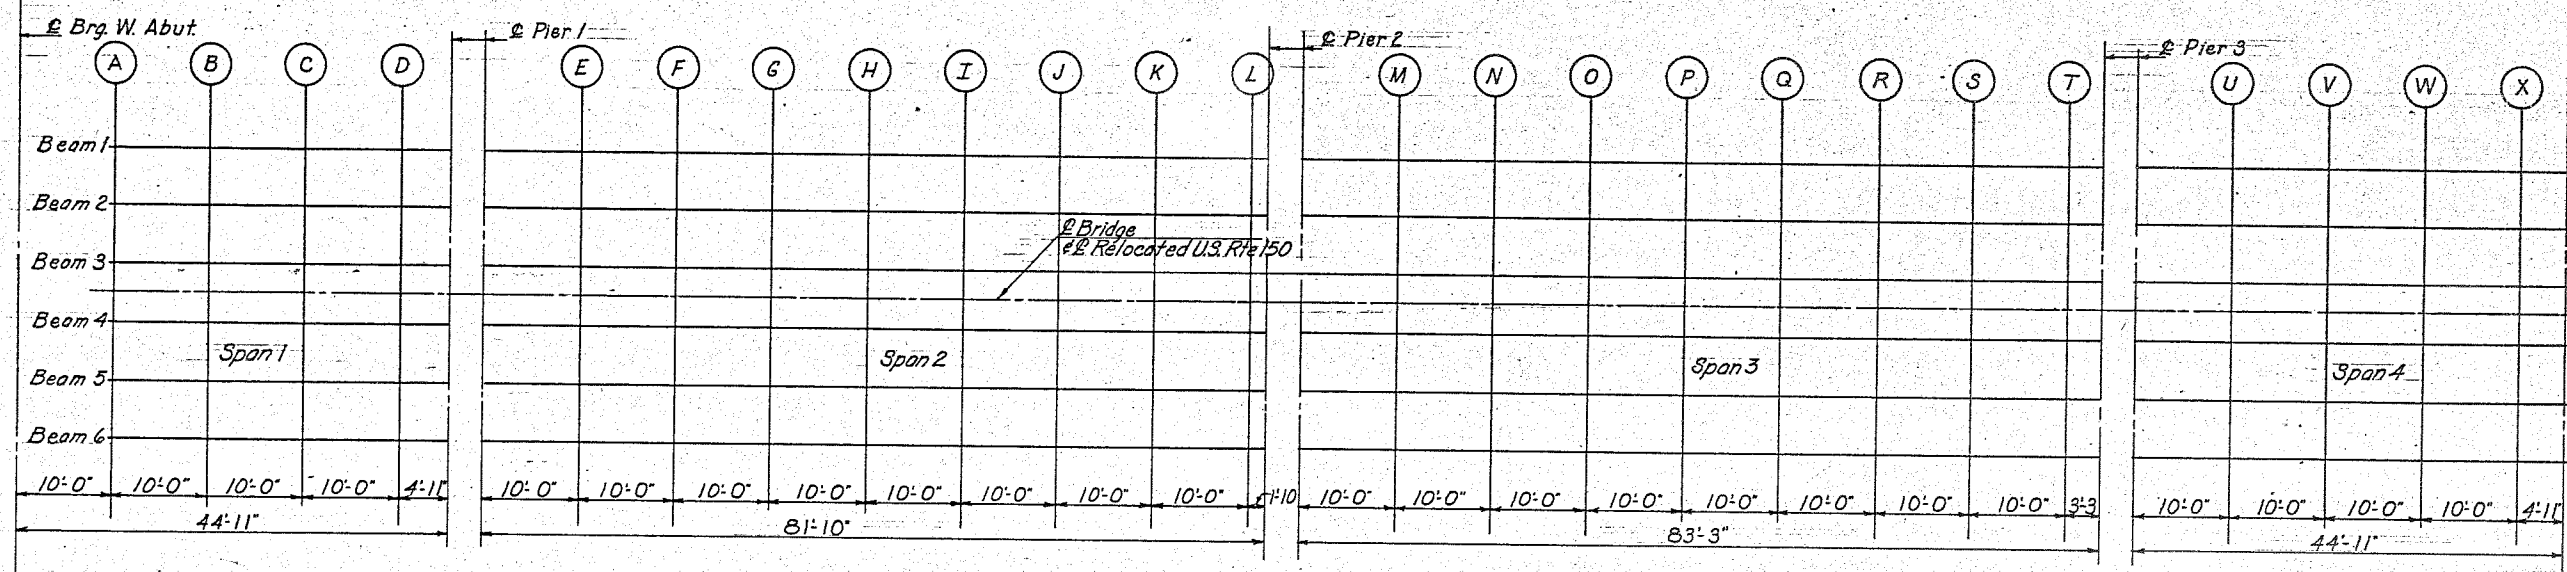 ℄ Brg. W. Abut.
℄ Pier 1
℄ Pier 2
℄ Pier 3
A B C D E F G H I J K L M N O P Q R S T U V W X
Beam 1
Beam 2
℄ Bridge
& ℄ Relocated U.S. Rte 150
Beam 3
Beam 4
Span 1 Span 2 Span 3 Span 4
Beam 5
Beam 6
10'-0" 10'-0" 10'-0" 10'-0" 4'-11" 10'-0" 10'-0" 10'-0" 10'-0" 10'-0" 10'-0" 10'-0" 10'-0" 1'-10 10'-0" 10'-0" 10'-0" 10'-0" 10'-0" 10'-0" 10'-0" 10'-0" 3'-3 10'-0" 10'-0" 10'-0" 10'-0" 4'-11"
44'-11" 81'-10" 83'-3" 44'-11"